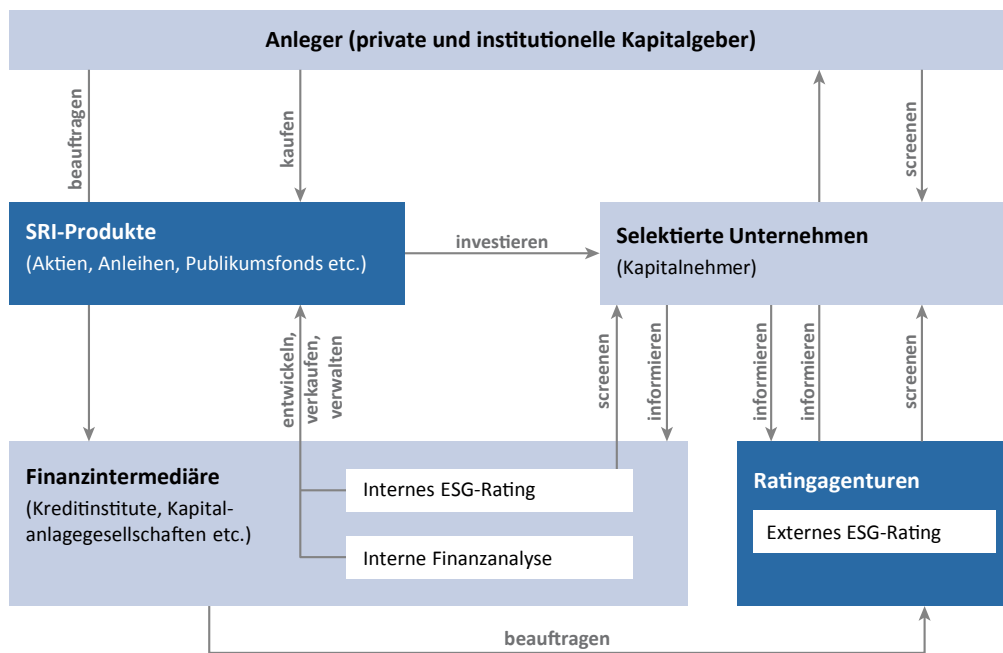 Anleger (private und institutionelle Kapitalgeber)
beauftragen
kaufen
screenen
SRI-Produkte
(Aktien, Anleihen, Publikumsfonds etc.)
investieren
Selektierte Unternehmen
(Kapitalnehmer)
entwickeln,
verkaufen,
verwalten
screenen
informieren
informieren
informieren
screenen
Finanzintermediäre
(Kreditinstitute, Kapital-
anlagegesellschaften etc.)
Internes ESG-Rating
Interne Finanzanalyse
Ratingagenturen
Externes ESG-Rating
beauftragen